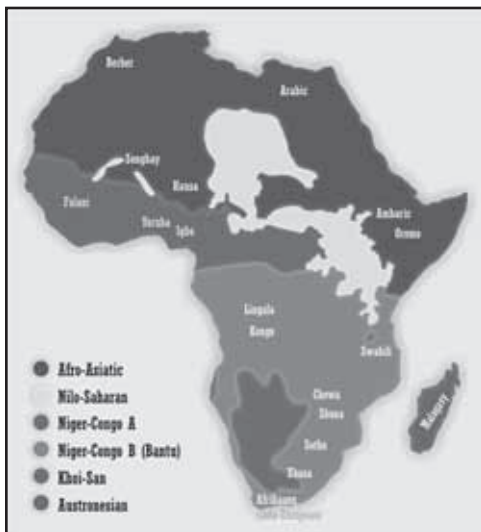 Berber
Arabic
Songhay
Hausa
Fulani
Yoruba
Igbo
Amharic
Oromo
Lingala
Kongo
Swahili
Chewa
Shona
Sotho
Malagasy
Afrikaans
Afro-Asiatic
Nilo-Saharan
Niger-Congo A
Niger-Congo B (Bantu)
Khoi-San
Austronesian